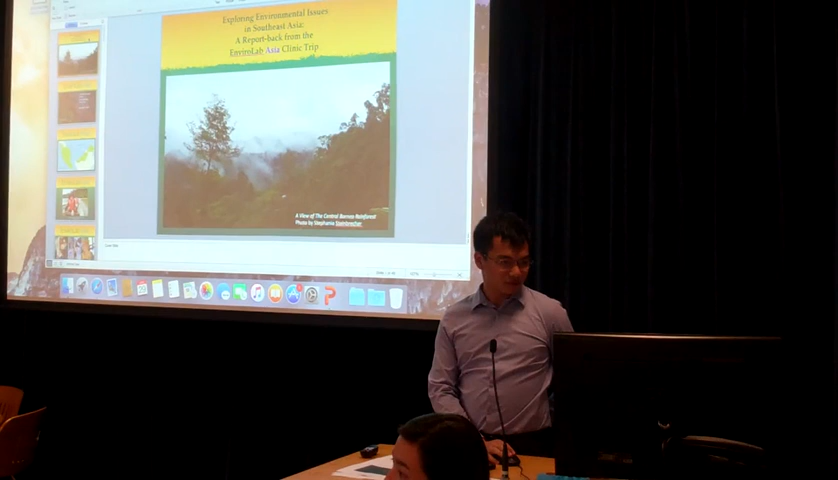 Exploring Environmental Issues
in Southeast Asia:
A Report-back from the
EnviroLab Asia Clinic Trip
A View of The Central Borneo Rainforest
Photo by Stephanie Steinbrecher